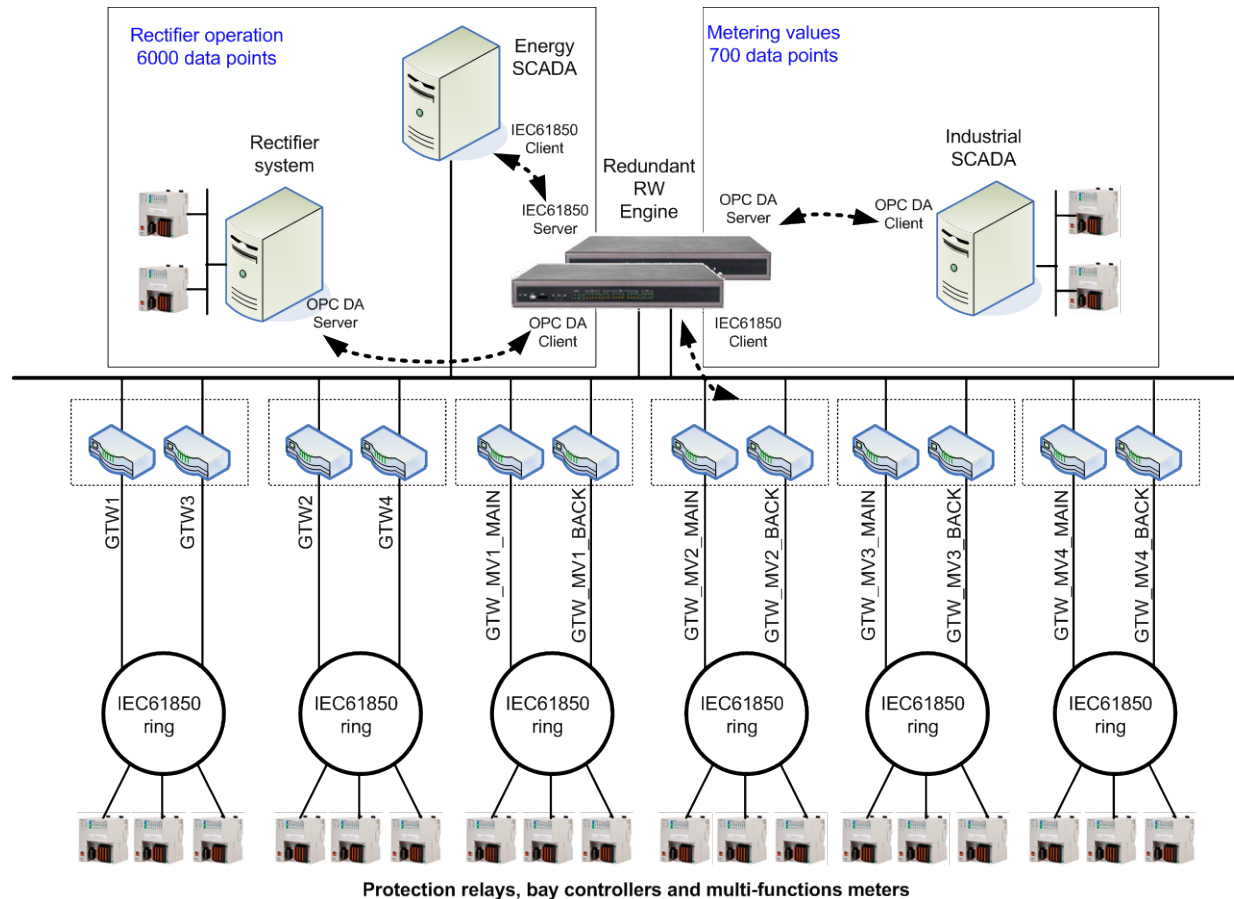 Rectifier operation
6000 data points
Energy
SCADA
Metering values
700 data points
IEC61850
Client
Rectifier
system
Redundant
RW
Engine
Industrial
SCADA
IEC61850
Server
OPC DA
Server
OPC DA
Client
OPC DA
Server
OPC DA
Client
IEC61850
Client
GTW1
GTW3
GTW2
GTW4
GTW_MV1_MAIN
GTW_MV1_BACK
GTW_MV2_MAIN
GTW_MV2_BACK
GTW_MV3_MAIN
GTW_MV3_BACK
GTW_MV4_MAIN
GTW_MV4_BACK
IEC61850
ring
IEC61850
ring
IEC61850
ring
IEC61850
ring
IEC61850
ring
IEC61850
ring
Protection relays, bay controllers and multi-functions meters